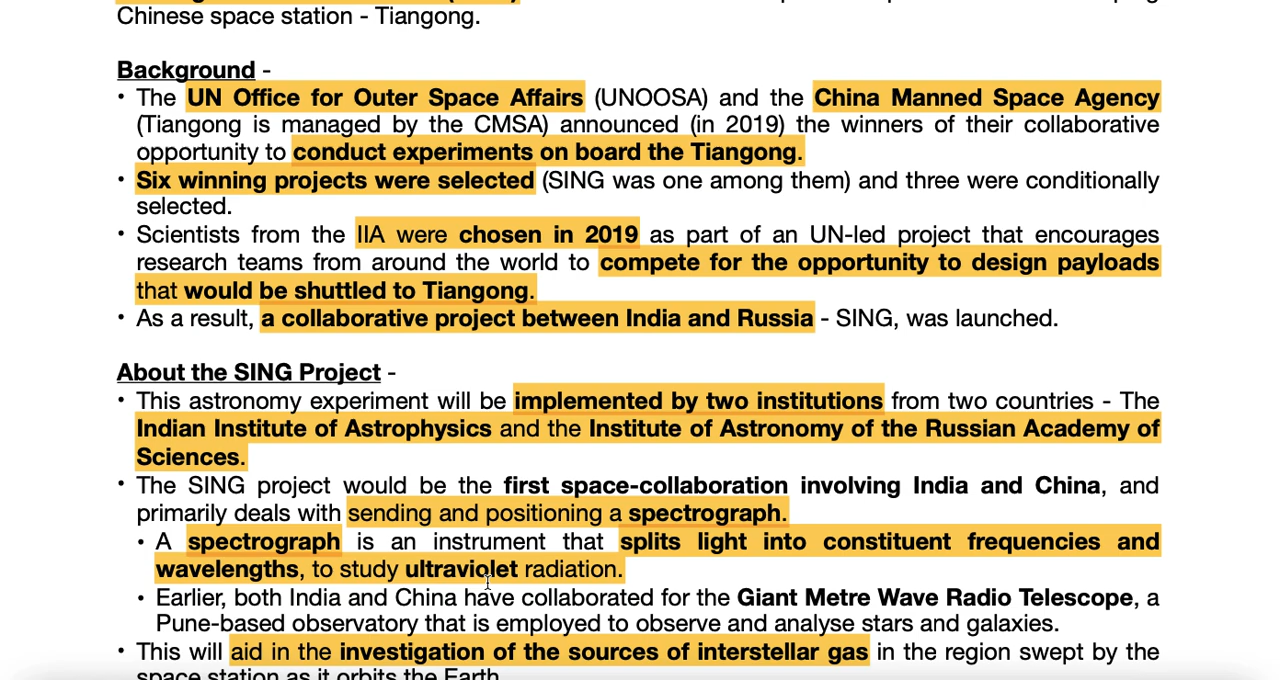 Chinese space station - Tiangong.
Background -
• The UN Office for Outer Space Affairs (UNOOSA) and the China Manned Space Agency
(Tiangong is managed by the CMSA) announced (in 2019) the winners of their collaborative
opportunity to conduct experiments on board the Tiangong.
• Six winning projects were selected (SING was one among them) and three were conditionally
selected.
• Scientists from the IIA were chosen in 2019 as part of an UN-led project that encourages
research teams from around the world to compete for the opportunity to design payloads
that would be shuttled to Tiangong.
• As a result, a collaborative project between India and Russia - SING, was launched.
About the SING Project -
• This astronomy experiment will be implemented by two institutions from two countries - The
Indian Institute of Astrophysics and the Institute of Astronomy of the Russian Academy of
Sciences.
• The SING project would be the first space-collaboration involving India and China, and
primarily deals with sending and positioning a spectrograph.
• A spectrograph is an instrument that splits light into constituent frequencies and
wavelengths, to study ultraviolet radiation.
• Earlier, both India and China have collaborated for the Giant Metre Wave Radio Telescope, a
Pune-based observatory that is employed to observe and analyse stars and galaxies.
• This will aid in the investigation of the sources of interstellar gas in the region swept by the
space station as it orbits the Earth.